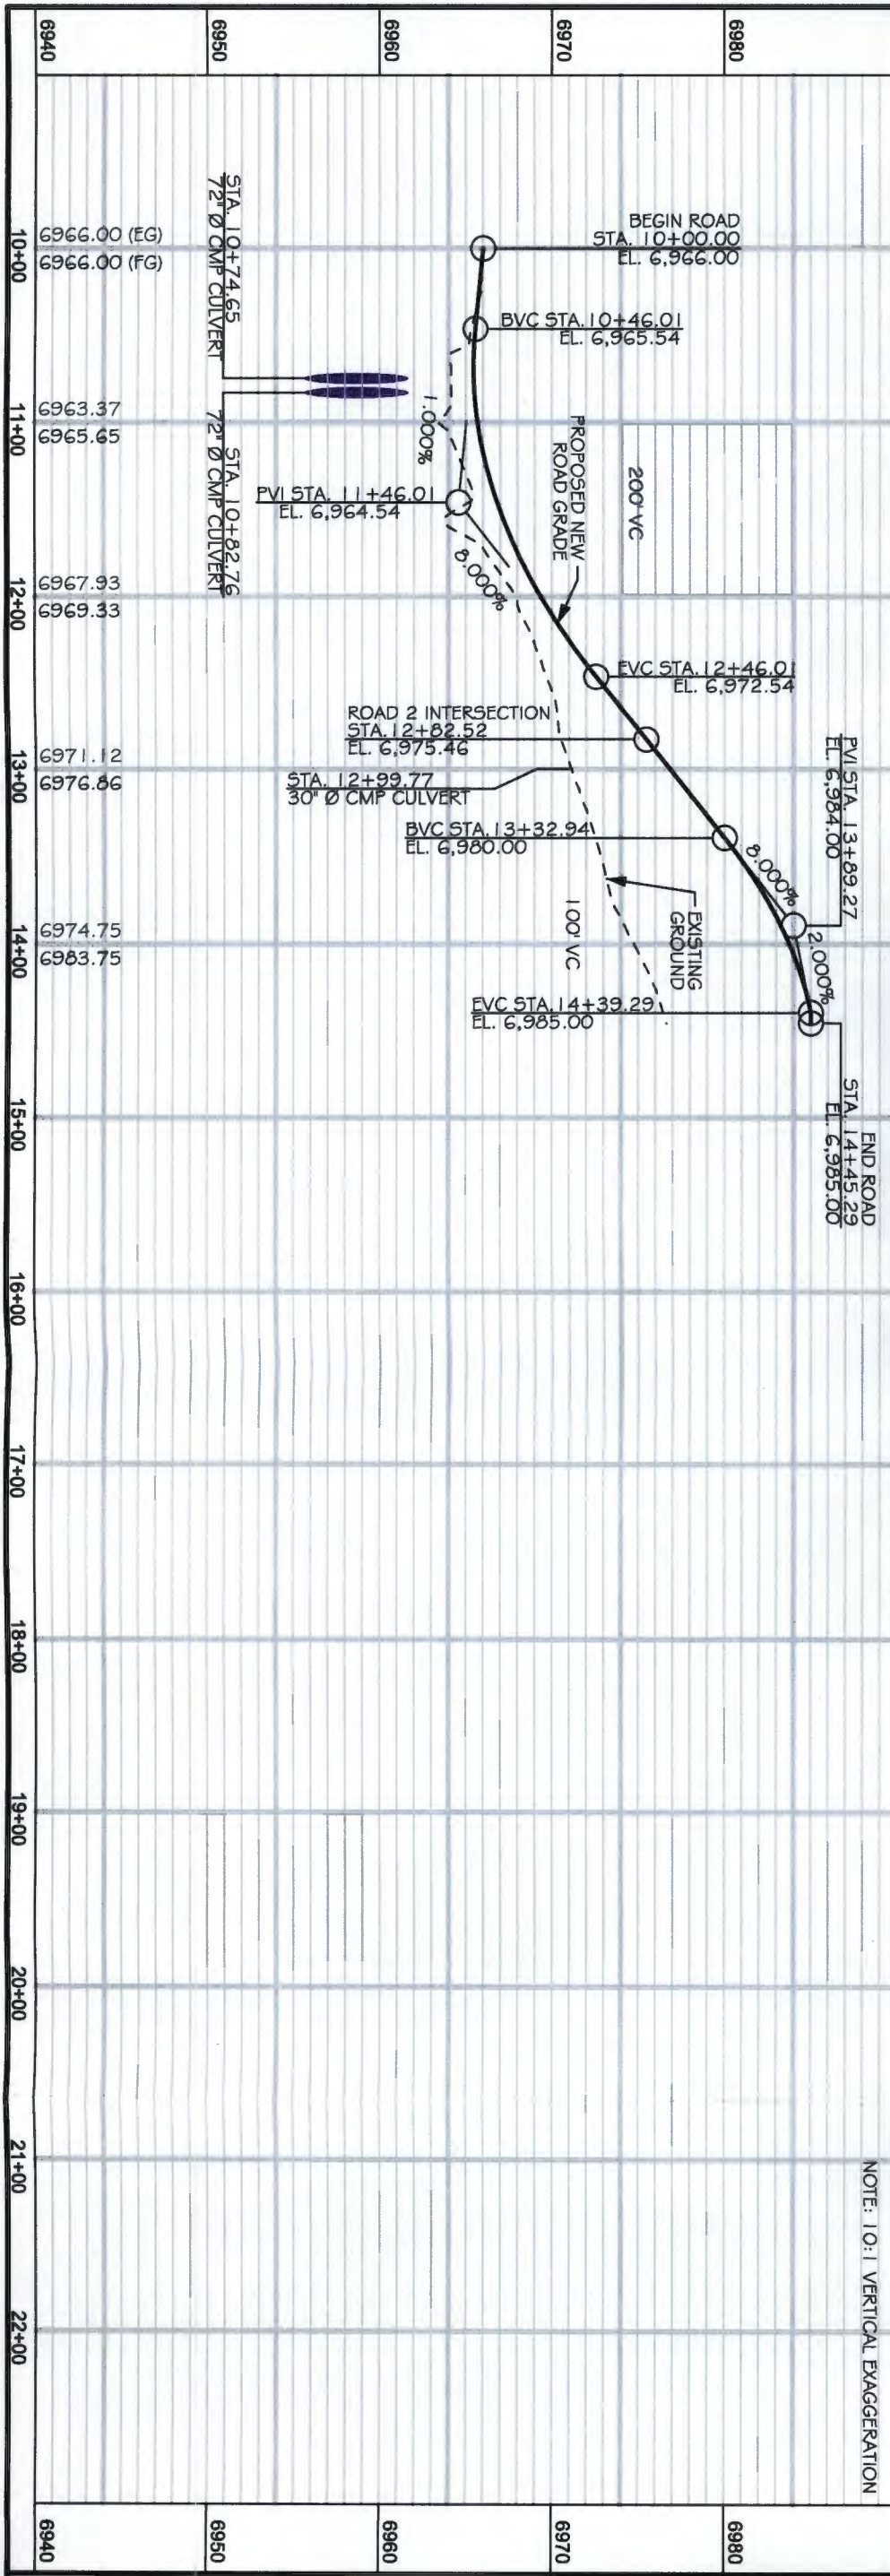 6940
6950
6960
6970
6980
NOTE: 10:1 VERTICAL EXAGGERATION
BEGIN ROAD
STA. 10+00.00
EL. 6,966.00
BVC STA.10+46.01
EL. 6,965.54
1.000%
PVI STA. 11+46.01
EL. 6,964.54
8.000%
PROPOSED NEW
ROAD GRADE
200' VC
EVC STA.12+46.01
EL. 6,972.54
ROAD 2 INTERSECTION
STA.12+82.52
EL. 6,975.46
STA. 12+99.77
30" Ø CMP CULVERT
BVC STA.13+32.94
EL. 6,980.00
8.000%
PVI STA. 13+89.27
EL. 6,984.00
2.000%
EXISTING
GROUND
100' VC
EVC STA.14+39.29
EL. 6,985.00
END ROAD
STA. 14+45.29
EL. 6,985.00
STA. 10+74.65
72" Ø CMP CULVERT
STA. 10+82.76
72" Ø CMP CULVERT
6966.00 (EG)
6966.00 (FG)
6963.37
6965.65
6967.93
6969.33
6971.12
6976.86
6974.75
6983.75
10+00
11+00
12+00
13+00
14+00
15+00
16+00
17+00
18+00
19+00
20+00
21+00
22+00
6940
6950
6960
6970
6980